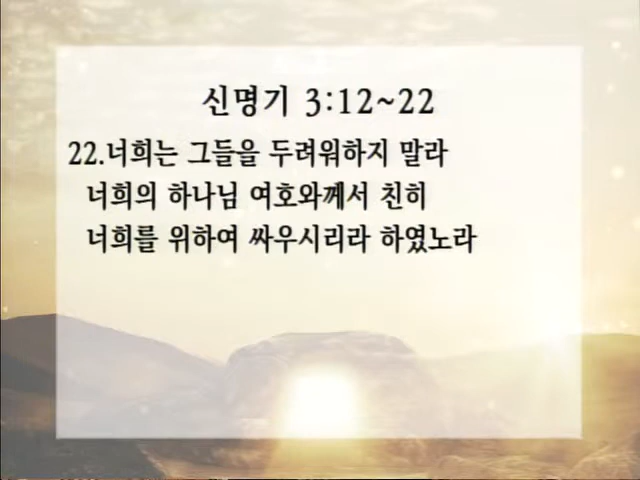 신명기 3:12~22
22.너희는 그들을 두려워하지 말라
너희의 하나님 여호와께서 친히
너희를 위하여 싸우시리라 하였노라